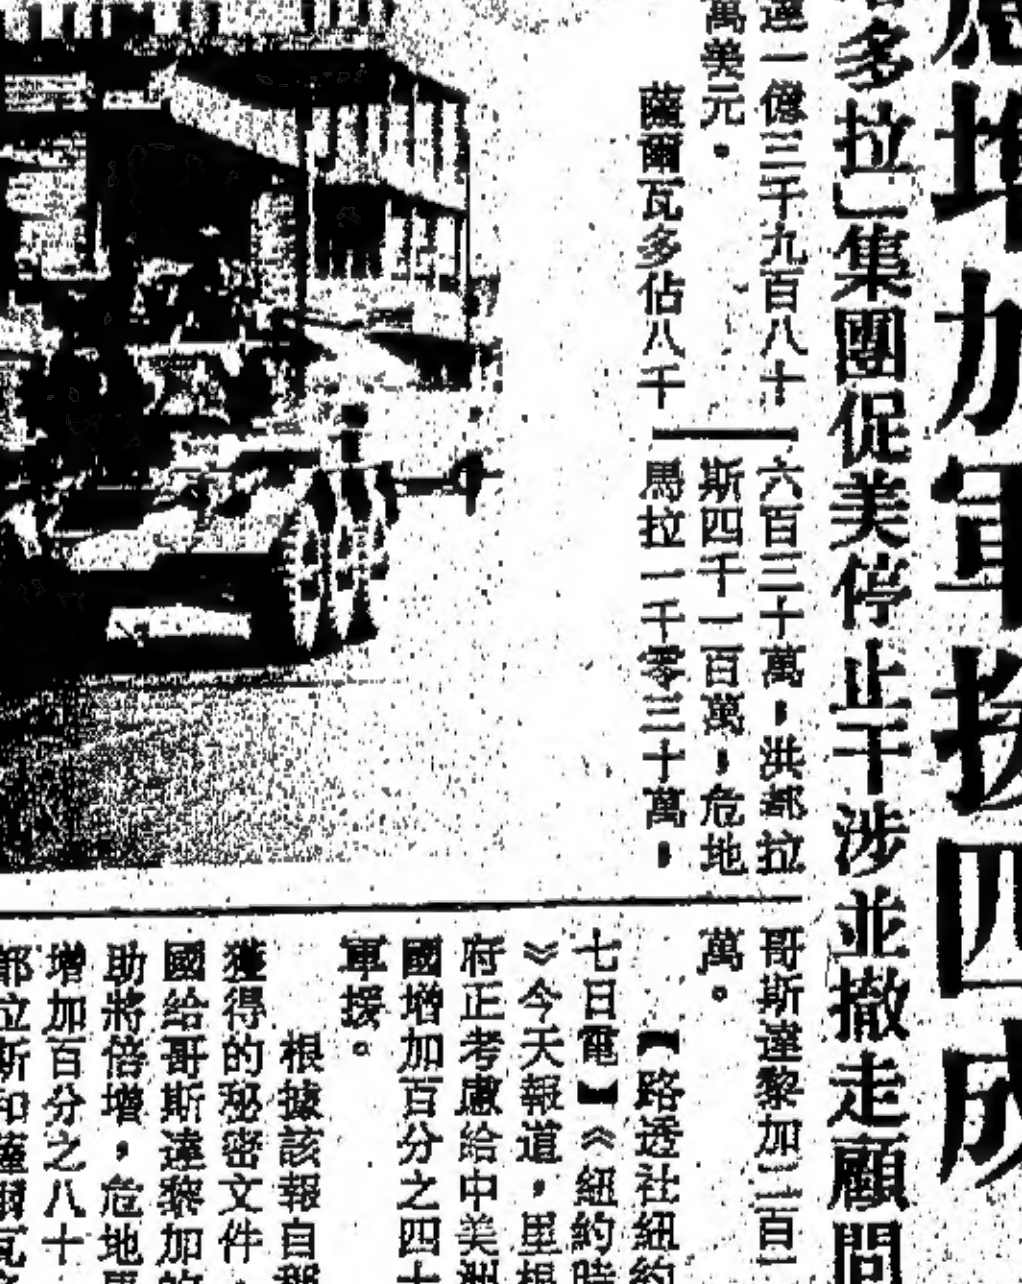 增加軍援四成
多拉」集團促美停止干涉並撤走顧問
達一億三千九百八十
萬美元。
薩爾瓦多佔八千
六百三十萬，洪都拉
斯四千一百萬，危地
馬拉一千零三十萬，
哥斯達黎加二百
萬。
【路透社紐約
七日電】《紐約時
》今天報道，里根
府正考慮給中美洲
國增加百分之四十
軍援。
根據該報自
獲得的秘密文件，
國給哥斯達黎加的
助將倍增，危地馬
增加百分之八十
都拉斯和薩爾瓦